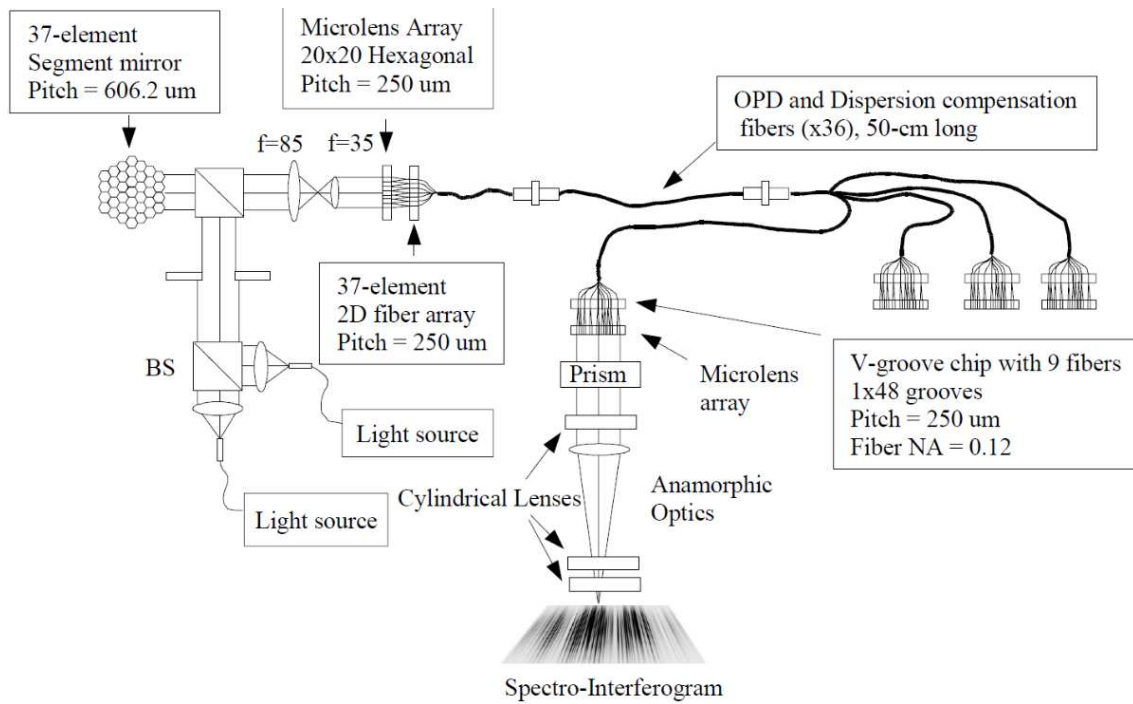 37-element
Segment mirror
Pitch = 606.2 um
Microlens Array
20x20 Hexagonal
Pitch = 250 um
OPD and Dispersion compensation
fibers (x36), 50-cm long
f=85
f=35
37-element
2D fiber array
Pitch = 250 um
BS
Light source
Light source
Prism
Microlens
array
V-groove chip with 9 fibers
1x48 grooves
Pitch = 250 um
Fiber NA = 0.12
Cylindrical Lenses
Anamorphic
Optics
Spectro-Interferogram